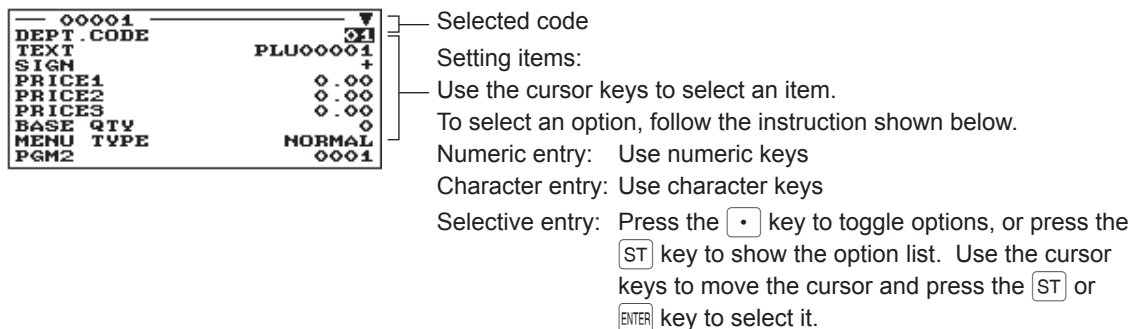 00001 ▼
DEPT.CODE 01
TEXT PLU00001
SIGN +
PRICE1 0.00
PRICE2 0.00
PRICE3 0.00
BASE QTY 0
MENU TYPE NORMAL
PGM2 0001
Selected code
Setting items:
Use the cursor keys to select an item.
To select an option, follow the instruction shown below.
Numeric entry: Use numeric keys
Character entry: Use character keys
Selective entry: Press the • key to toggle options, or press the
ST key to show the option list. Use the cursor
keys to move the cursor and press the ST or
ENTER key to select it.